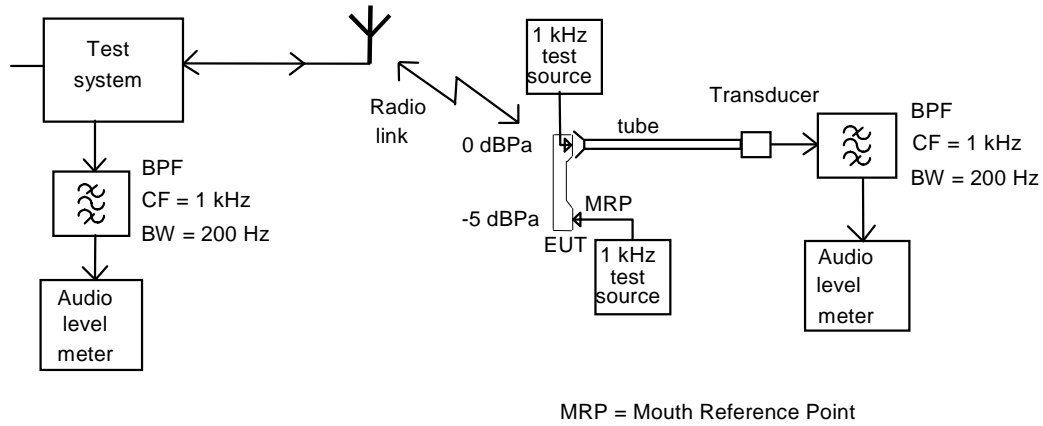 Test
system
BPF
CF = 1 kHz
BW = 200 Hz
Audio
level
meter
Radio
link
1 kHz
test
source
0 dBPa
tube
Transducer
BPF
CF = 1 kHz
BW = 200 Hz
Audio
level
meter
-5 dBPa
MRP
EUT
1 kHz
test
source
MRP = Mouth Reference Point